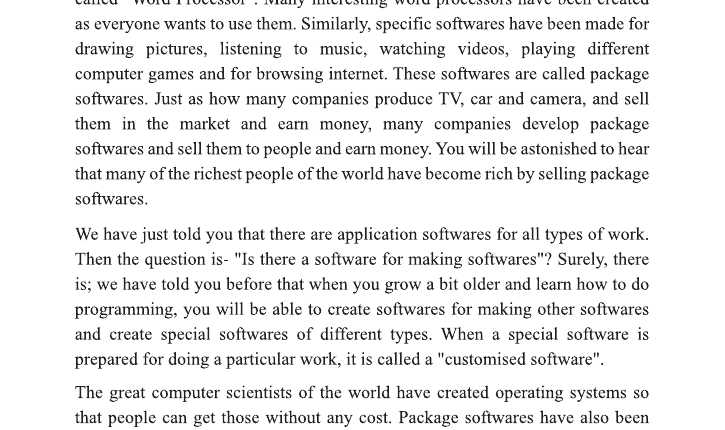 called "Word Processor". Many interesting word processors have been created
as everyone wants to use them. Similarly, specific softwares have been made for
drawing pictures, listening to music, watching videos, playing different
computer games and for browsing internet. These softwares are called package
softwares. Just as how many companies produce TV, car and camera, and sell
them in the market and earn money, many companies develop package
softwares and sell them to people and earn money. You will be astonished to hear
that many of the richest people of the world have become rich by selling package
softwares.
We have just told you that there are application softwares for all types of work.
Then the question is- "Is there a software for making softwares"? Surely, there
is; we have told you before that when you grow a bit older and learn how to do
programming, you will be able to create softwares for making other softwares
and create special softwares of different types. When a special software is
prepared for doing a particular work, it is called a "customised software".
The great computer scientists of the world have created operating systems so
that people can get those without any cost. Package softwares have also been